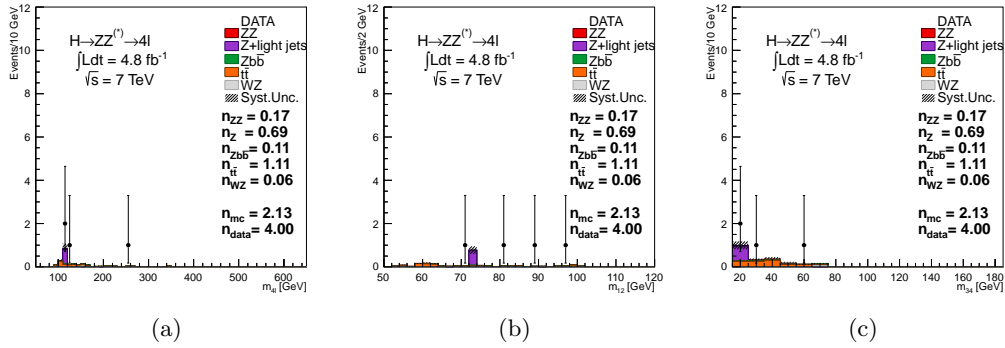 Events/10 GeV
12
10
8
6
4
2
0
H→ZZ(*)→4l
∫Ldt = 4.8 fb-1
√s = 7 TeV
DATA
ZZ
Z+light jets
Zbb̅
tt̅
WZ
Syst.Unc.
nZZ = 0.17
nZ = 0.69
nZbb̅ = 0.11
ntt̅ = 1.11
nWZ = 0.06
nmc = 2.13
ndata = 4.00
100 200 300 400 500 600
m4l [GeV]
(a)
Events/2 GeV
12
10
8
6
4
2
0
H→ZZ(*)→4l
∫Ldt = 4.8 fb-1
√s = 7 TeV
DATA
ZZ
Z+light jets
Zbb̅
tt̅
WZ
Syst.Unc.
nZZ = 0.17
nZ = 0.69
nZbb̅ = 0.11
ntt̅ = 1.11
nWZ = 0.06
nmc = 2.13
ndata = 4.00
50 60 70 80 90 100 110 120
m12 [GeV]
(b)
Events/10 GeV
12
10
8
6
4
2
0
H→ZZ(*)→4l
∫Ldt = 4.8 fb-1
√s = 7 TeV
DATA
ZZ
Z+light jets
Zbb̅
tt̅
WZ
Syst.Unc.
nZZ = 0.17
nZ = 0.69
nZbb̅ = 0.11
ntt̅ = 1.11
nWZ = 0.06
nmc = 2.13
ndata = 4.00
20 40 60 80 100 120 140 160 180
m34 [GeV]
(c)